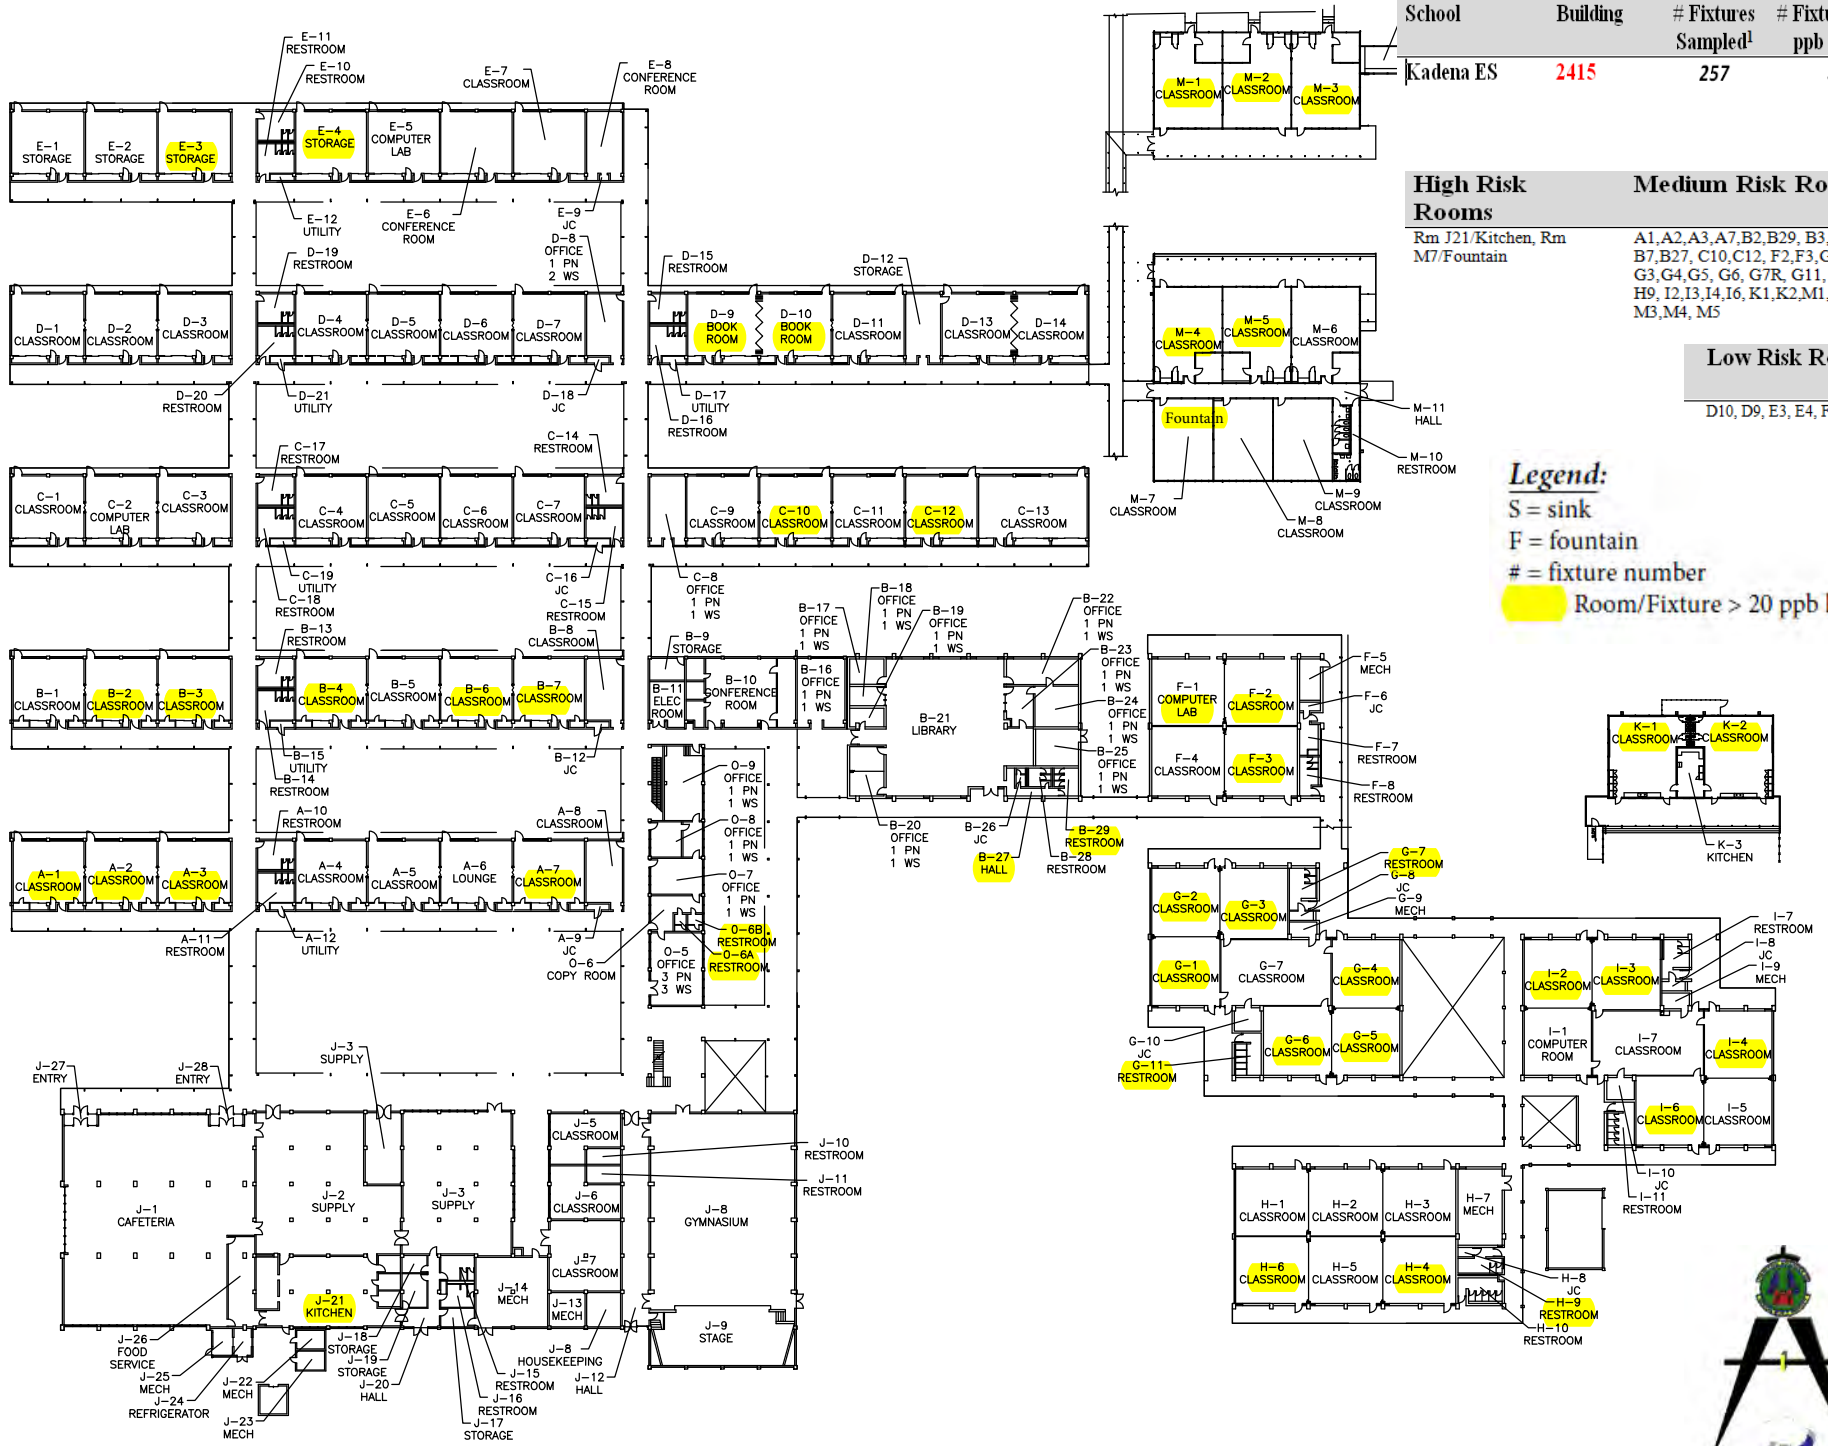 School Building # Fixtures # Fixtu
Sampled1 ppb
Kadena ES 2415 257
High Risk Rooms
Medium Risk Ro
Rm J21/Kitchen, Rm
M7/Fountain
A1,A2,A3,A7,B2,B29, B3,
B7,B27, C10,C12, F2,F3,G
G3,G4,G5, G6, G7R, G11,
H9, I2,I3,I4,I6, K1,K2,M1,
M3,M4, M5
Low Risk R
D10, D9, E3, E4, F
Legend:
S = sink
F = fountain
# = fixture number
Room/Fixture > 20 ppb
E-11
RESTROOM
E-10
RESTROOM
E-7
CLASSROOM
E-8
CONFERENCE
ROOM
E-1
STORAGE
E-2
STORAGE
E-3
STORAGE
E-4
STORAGE
E-5
COMPUTER
LAB
E-12
UTILITY
E-6
CONFERENCE
ROOM
E-9
JC
M-1
CLASSROOM
M-2
CLASSROOM
M-3
CLASSROOM
D-19
RESTROOM
D-8
OFFICE
1 PN
2 WS
D-15
RESTROOM
D-12
STORAGE
D-1
CLASSROOM
D-2
CLASSROOM
D-3
CLASSROOM
D-4
CLASSROOM
D-5
CLASSROOM
D-6
CLASSROOM
D-7
CLASSROOM
D-9
BOOK
ROOM
D-10
BOOK
ROOM
D-11
CLASSROOM
D-13
CLASSROOM
D-14
CLASSROOM
D-20
RESTROOM
D-21
UTILITY
D-18
JC
D-17
UTILITY
D-16
RESTROOM
M-4
CLASSROOM
M-5
CLASSROOM
M-6
CLASSROOM
Fountain
M-11
HALL
M-10
RESTROOM
M-7
CLASSROOM
M-8
CLASSROOM
M-9
CLASSROOM
C-17
RESTROOM
C-14
RESTROOM
C-1
CLASSROOM
C-2
COMPUTER
LAB
C-3
CLASSROOM
C-4
CLASSROOM
C-5
CLASSROOM
C-6
CLASSROOM
C-7
CLASSROOM
C-9
CLASSROOM
C-10
CLASSROOM
C-11
CLASSROOM
C-12
CLASSROOM
C-13
CLASSROOM
C-19
UTILITY
C-18
RESTROOM
C-16
JC
C-15
RESTROOM
C-8
OFFICE
1 PN
1 WS
B-13
RESTROOM
B-8
CLASSROOM
B-9
STORAGE
B-17
OFFICE
1 PN
1 WS
B-18
OFFICE
1 PN
1 WS
B-19
OFFICE
1 PN
1 WS
B-22
OFFICE
1 PN
1 WS
B-23
OFFICE
1 PN
1 WS
B-24
OFFICE
1 PN
1 WS
B-25
OFFICE
1 PN
1 WS
B-1
CLASSROOM
B-2
CLASSROOM
B-3
CLASSROOM
B-4
CLASSROOM
B-5
CLASSROOM
B-6
CLASSROOM
B-7
CLASSROOM
B-11
ELEC
ROOM
B-10
CONFERENCE
ROOM
B-16
OFFICE
1 PN
1 WS
B-21
LIBRARY
B-15
UTILITY
B-14
RESTROOM
B-12
JC
B-20
OFFICE
1 PN
1 WS
B-26
JC
B-27
HALL
B-28
RESTROOM
B-29
RESTROOM
F-1
COMPUTER
LAB
F-2
CLASSROOM
F-3
CLASSROOM
F-4
CLASSROOM
F-5
MECH
F-6
JC
F-7
RESTROOM
F-8
RESTROOM
K-1
CLASSROOM
K-2
CLASSROOM
K-3
KITCHEN
A-10
RESTROOM
A-8
CLASSROOM
A-1
CLASSROOM
A-2
CLASSROOM
A-3
CLASSROOM
A-4
CLASSROOM
A-5
CLASSROOM
A-6
LOUNGE
A-7
CLASSROOM
A-11
RESTROOM
A-12
UTILITY
A-9
JC
O-9
OFFICE
1 PN
1 WS
O-8
OFFICE
1 PN
1 WS
O-7
OFFICE
1 PN
1 WS
O-6B
RESTROOM
O-6A
RESTROOM
O-6
COPY ROOM
O-5
OFFICE
3 PN
3 WS
G-7
RESTROOM
G-8
JC
G-9
MECH
G-2
CLASSROOM
G-3
CLASSROOM
G-1
CLASSROOM
G-7
CLASSROOM
G-4
CLASSROOM
G-6
CLASSROOM
G-5
CLASSROOM
G-10
JC
G-11
RESTROOM
I-7
RESTROOM
I-8
JC
I-9
MECH
I-2
CLASSROOM
I-3
CLASSROOM
I-1
COMPUTER
ROOM
I-7
CLASSROOM
I-4
CLASSROOM
I-6
CLASSROOM
I-5
CLASSROOM
I-10
JC
I-11
RESTROOM
H-1
CLASSROOM
H-2
CLASSROOM
H-3
CLASSROOM
H-7
MECH
H-6
CLASSROOM
H-5
CLASSROOM
H-4
CLASSROOM
H-8
JC
H-9
RESTROOM
H-10
RESTROOM
J-27
ENTRY
J-28
ENTRY
J-3
SUPPLY
J-1
CAFETERIA
J-2
SUPPLY
J-3
SUPPLY
J-5
CLASSROOM
J-10
RESTROOM
J-11
RESTROOM
J-6
CLASSROOM
J-8
GYMNASIUM
J-7
CLASSROOM
J-14
MECH
J-13
MECH
J-21
KITCHEN
J-9
STAGE
J-26
FOOD
SERVICE
J-25
MECH
J-24
REFRIGERATOR
J-22
MECH
J-23
MECH
J-18
STORAGE
J-19
STORAGE
J-20
HALL
J-15
RESTROOM
J-16
RESTROOM
J-17
STORAGE
J-8
HOUSEKEEPING
J-12
HALL
1